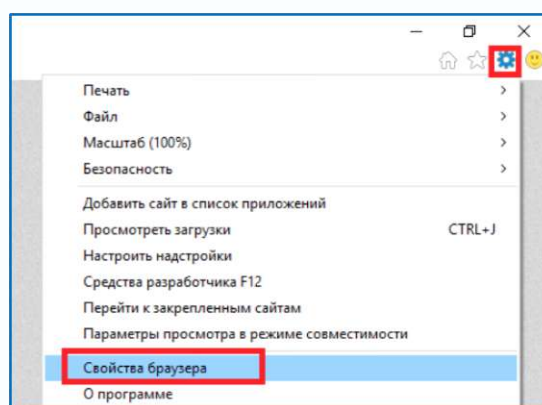 Печать
Файл
Масштаб (100%)
Безопасность
Добавить сайт в список приложений
Просмотреть загрузки CTRL+J
Настроить надстройки
Средства разработчика F12
Перейти к закрепленным сайтам
Параметры просмотра в режиме совместимости
Свойства браузера
О программе